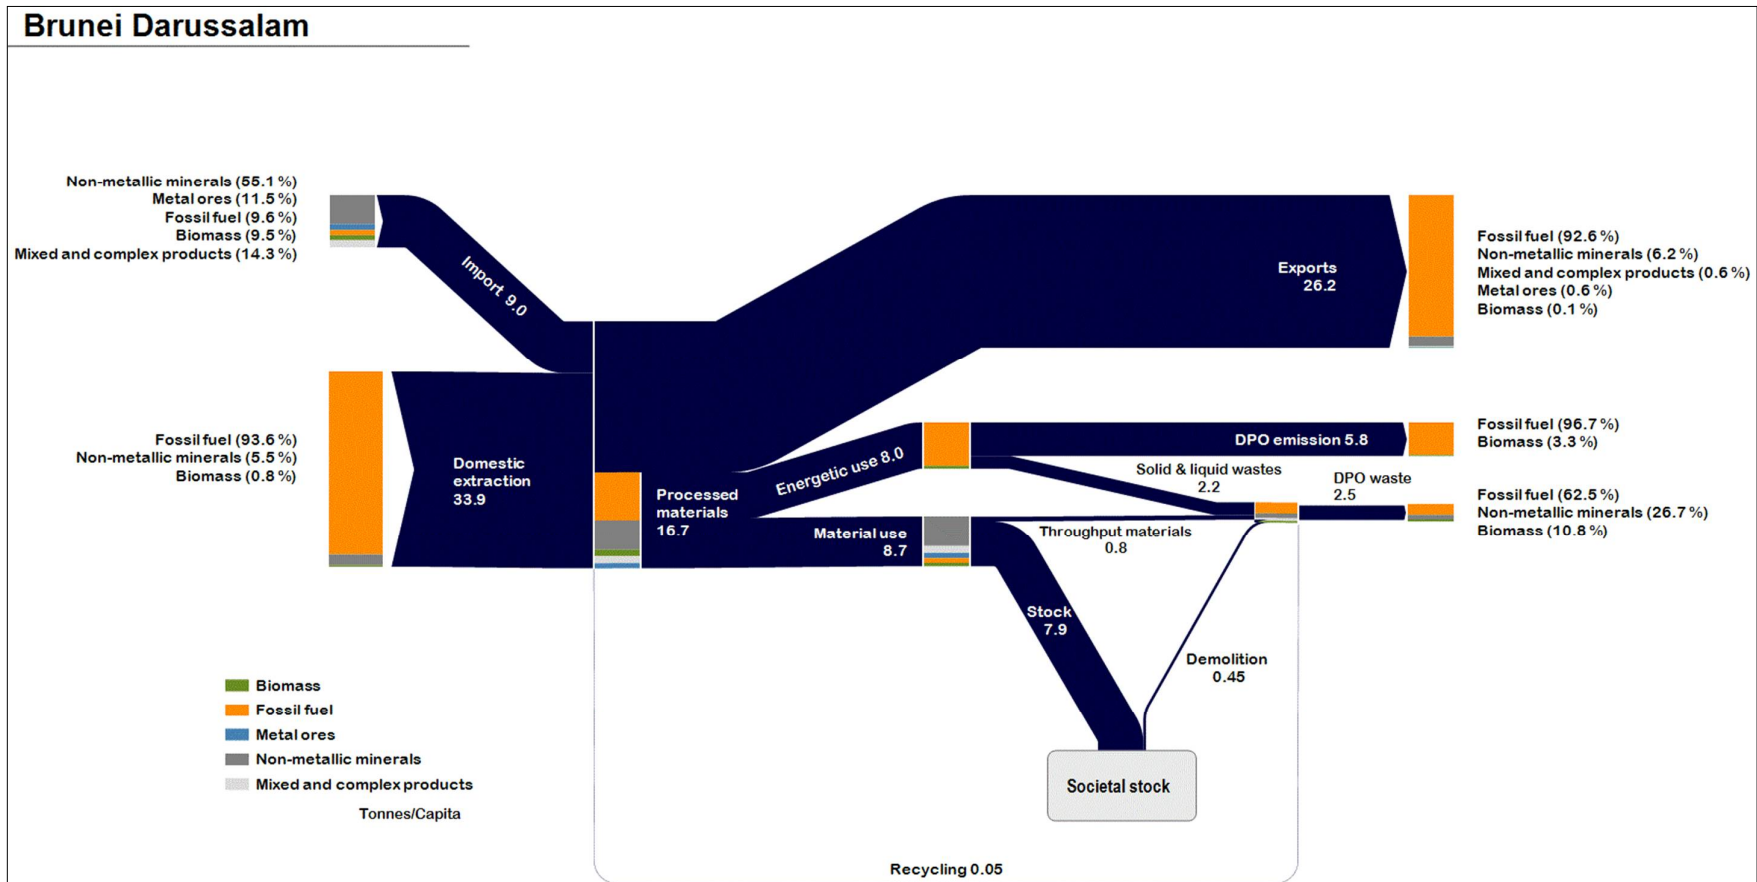 Brunei Darussalam
Non-metallic minerals (55.1 %)
Metal ores (11.5 %)
Fossil fuel (9.6 %)
Biomass (9.5 %)
Mixed and complex products (14.3 %)
Import 9.0
Exports
26.2
Fossil fuel (92.6 %)
Non-metallic minerals (6.2 %)
Mixed and complex products (0.6 %)
Metal ores (0.6 %)
Biomass (0.1 %)
Fossil fuel (93.6 %)
Non-metallic minerals (5.5 %)
Biomass (0.8 %)
Domestic
extraction
33.9
Processed
materials
16.7
Energetic use 8.0
Material use
8.7
DPO emission 5.8
Fossil fuel (96.7 %)
Biomass (3.3 %)
Solid & liquid wastes
2.2
DPO waste
2.5
Fossil fuel (62.5 %)
Non-metallic minerals (26.7 %)
Biomass (10.8 %)
Throughput materials
0.8
Stock
7.9
Demolition
0.45
Societal stock
Biomass
Fossil fuel
Metal ores
Non-metallic minerals
Mixed and complex products
Tonnes/Capita
Recycling 0.05